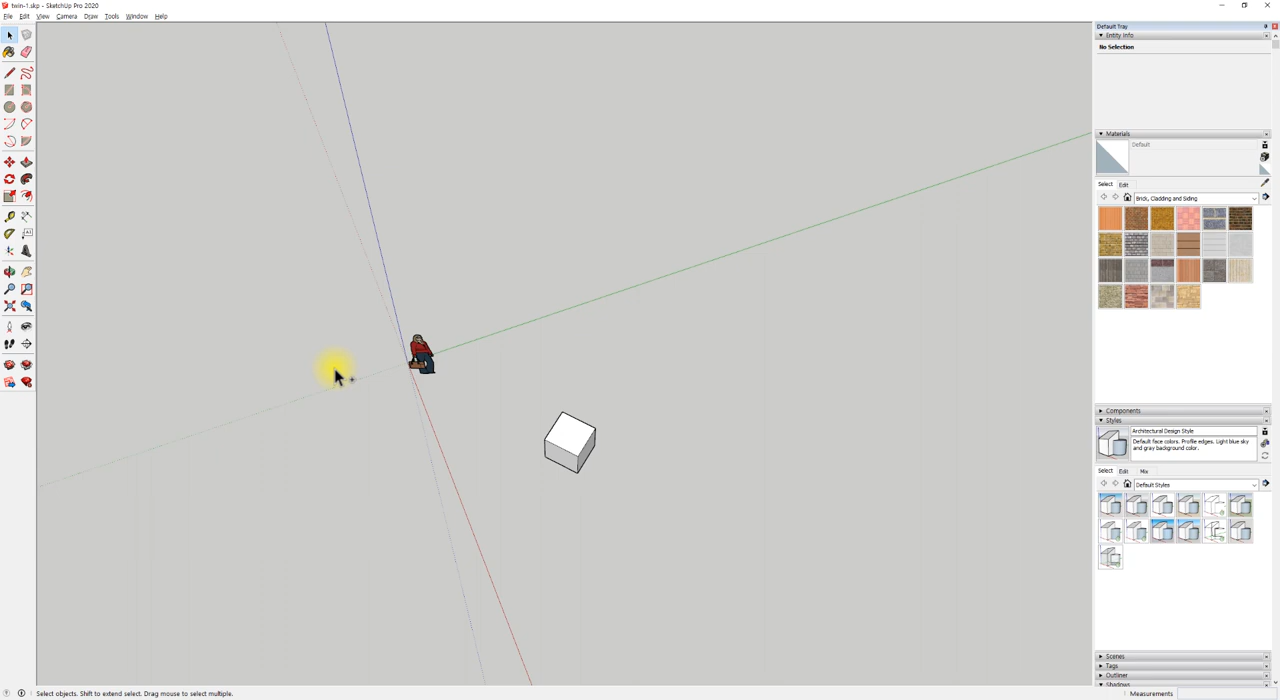 twin-1.skp - SketchUp Pro 2020
File Edit View Camera Draw Tools Window Help
Default Tray
Entity Info
No Selection
Materials
Default
Select Edit
Brick, Cladding and Siding
Components
Styles
Architectural Design Style
Default face colors. Profile edges. Light blue sky
and gray background color.
Select Edit Mix
Default Styles
Scenes
Tags
Outliner
Shadows
Select objects. Shift to extend select. Drag mouse to select multiple.
Measurements